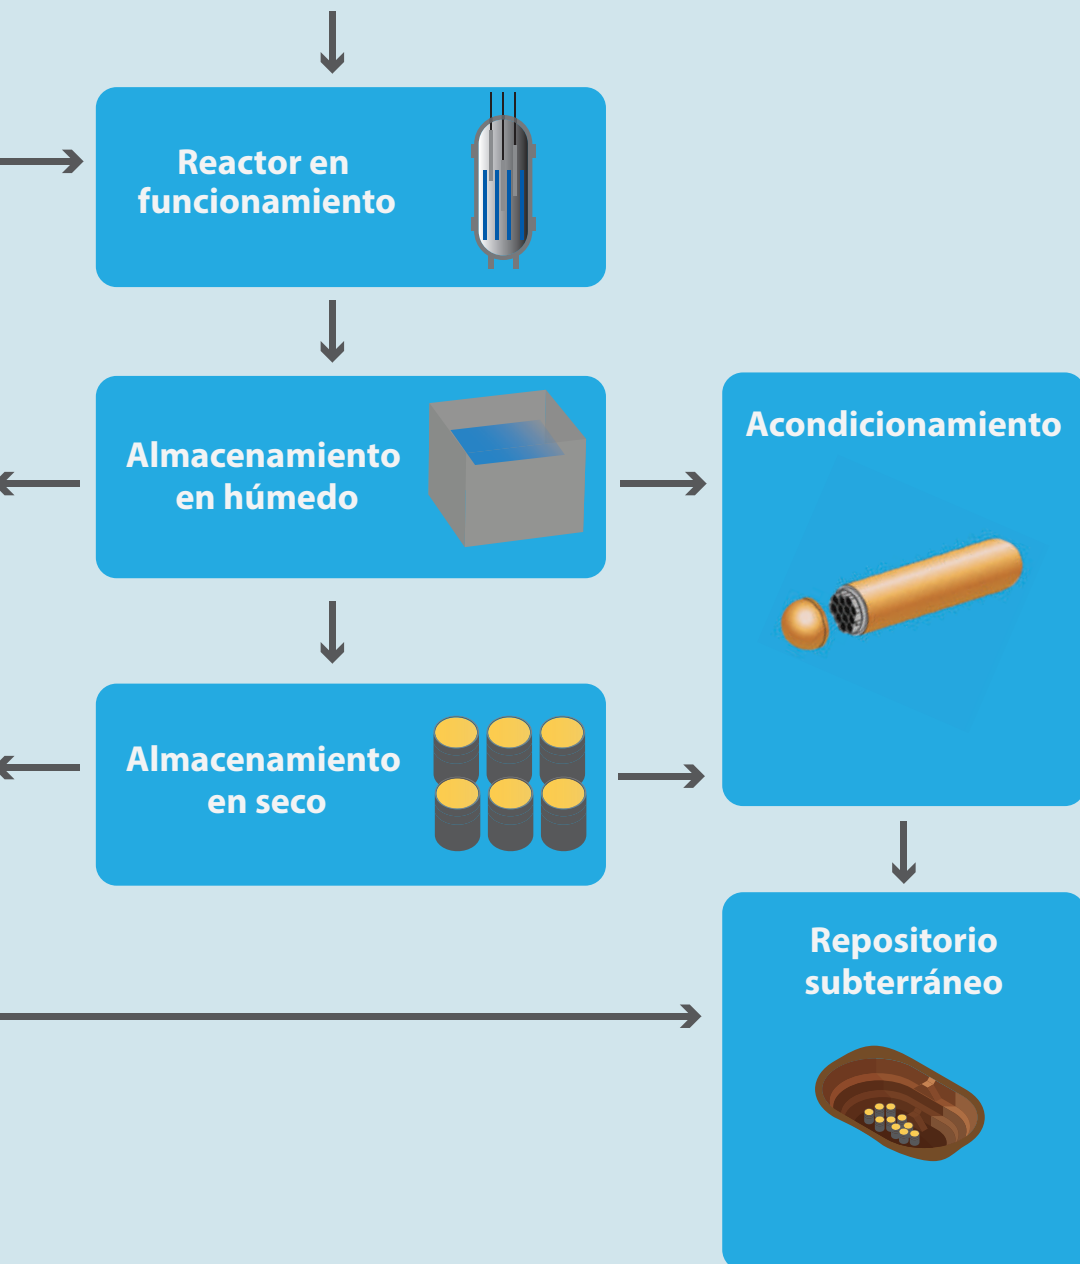 Reactor en
funcionamiento
Almacenamiento
en húmedo
Acondicionamiento
Almacenamiento
en seco
Repositorio
subterráneo